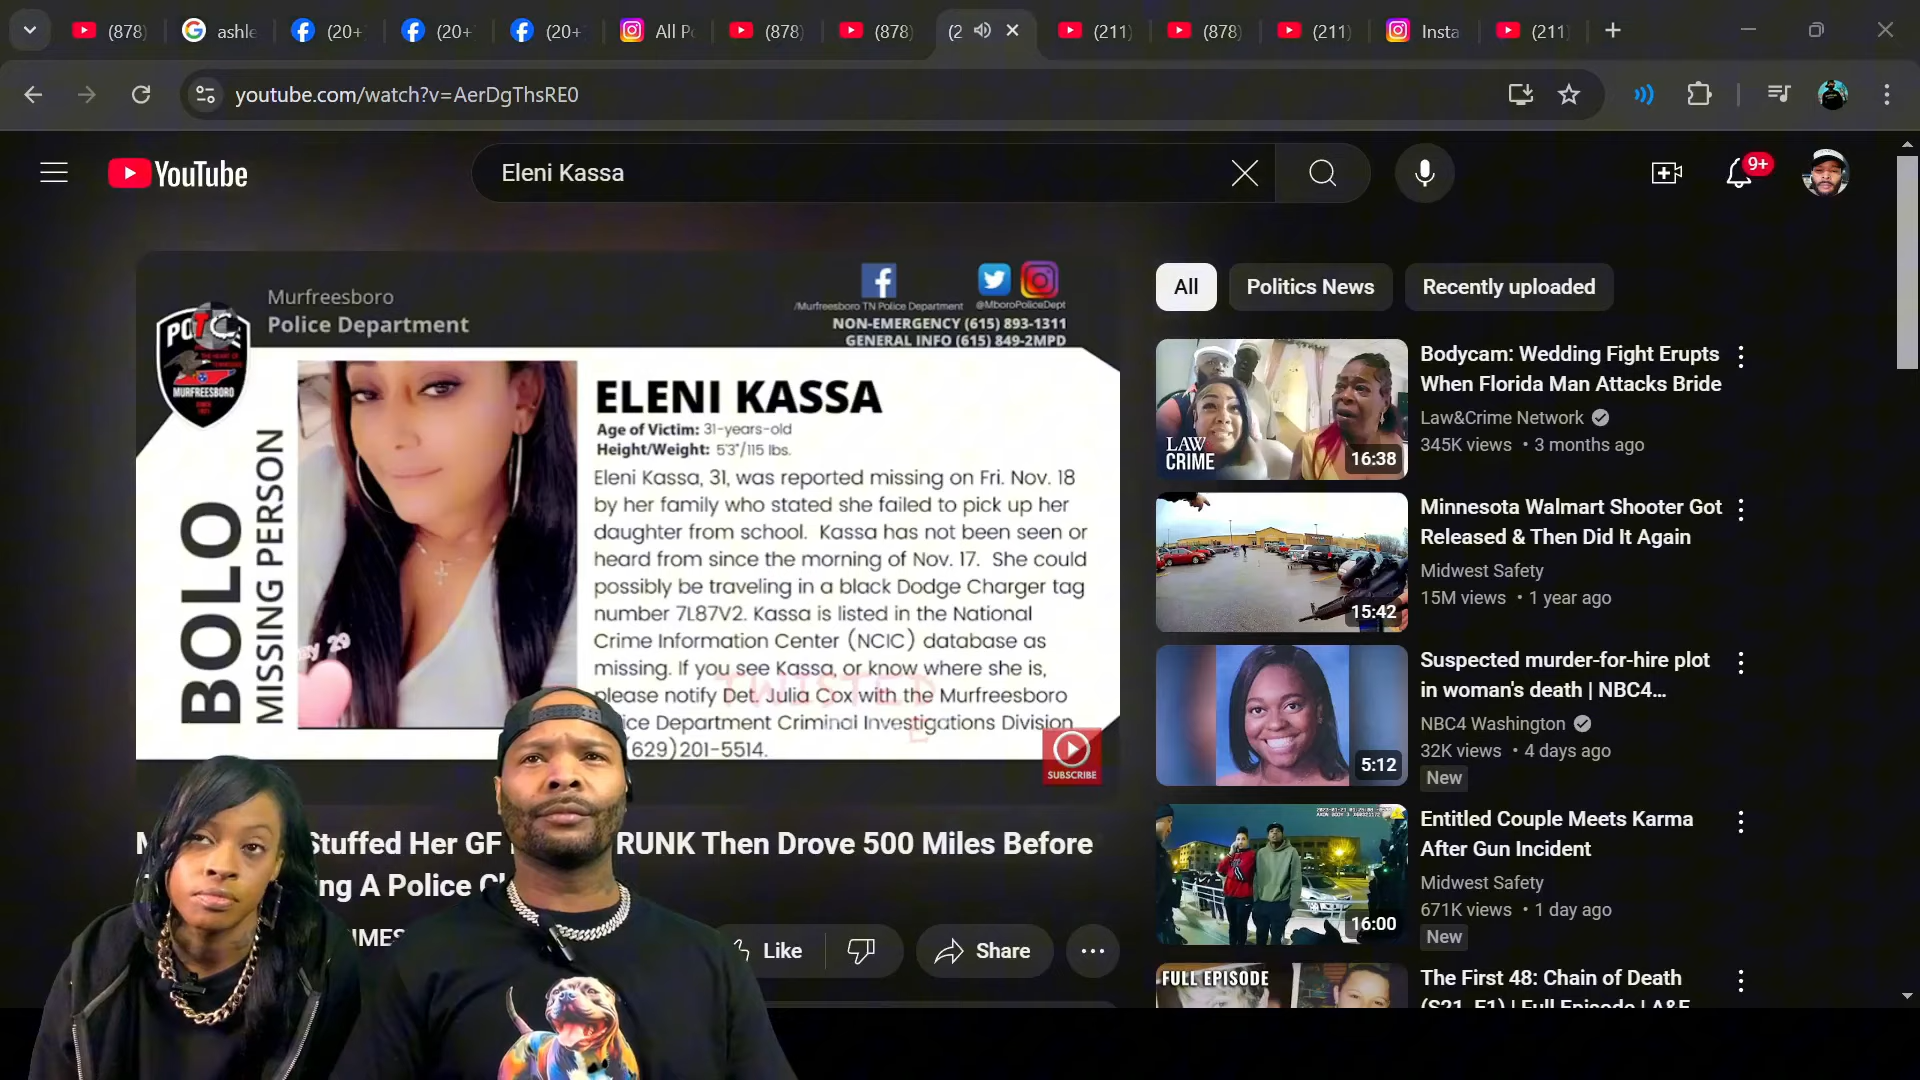 (878)
ashle
(20+
(20+
(20+
All Po
(878)
(878)
(2
(211)
(878)
(211)
Insta
(211)
youtube.com/watch?v=AerDgThsRE0
YouTube
Eleni Kassa
9+
Murfreesboro
Police Department
/Murfreesboro TN Police Department
@MboroPoliceDept
NON-EMERGENCY (615) 893-1311
GENERAL INFO (615) 849-2MPD
MURFREESBORO
BOLO
MISSING PERSON
ELENI KASSA
Age of Victim: 31-years-old
Height/Weight: 5'3"/115 lbs.
Eleni Kassa, 31, was reported missing on Fri. Nov. 18
by her family who stated she failed to pick up her
daughter from school. Kassa has not been seen or
heard from since the morning of Nov. 17. She could
possibly be traveling in a black Dodge Charger tag
number 7L87V2. Kassa is listed in the National
Crime Information Center (NCIC) database as
missing. If you see Kassa, or know where she is,
please notify Det. Julia Cox with the Murfreesboro
ice Department Criminal Investigations Division
(629)201-5514.
TWISTED
SUBSCRIBE
Stuffed Her GF RUNK Then Drove 500 Miles Before
ng A Police
IMES
Like
Share
All
Politics News
Recently uploaded
LAW
CRIME
16:38
Bodycam: Wedding Fight Erupts
When Florida Man Attacks Bride
Law&Crime Network
345K views • 3 months ago
15:42
Minnesota Walmart Shooter Got
Released & Then Did It Again
Midwest Safety
15M views • 1 year ago
5:12
Suspected murder-for-hire plot
in woman's death | NBC4...
NBC4 Washington
32K views • 4 days ago
New
16:00
Entitled Couple Meets Karma
After Gun Incident
Midwest Safety
671K views • 1 day ago
New
FULL EPISODE
The First 48: Chain of Death
(S21, E1) | Full Episode | A&E